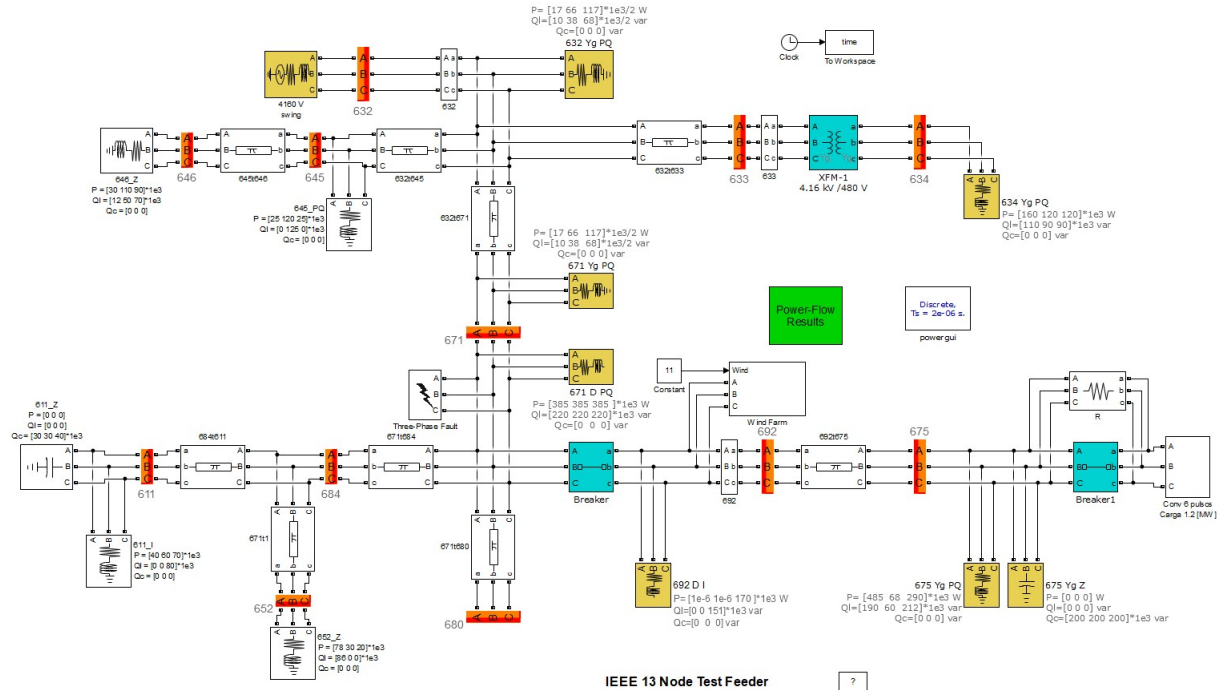 P= [17 66  117]*1e3/2 W
Ql=[10 38  68]*1e3/2 var
Qc=[0 0 0] var
632 Yg PQ
A
B
C
4160 V
swing
A B C
632
A a
B b
C c
632
A
B
C
Clock
time
To Workspace
646_Z
P = [30 110 90]*1e3
Ql = [12 50 70]*1e3
Qc = [0 0 0]
A
B
C
A B C
646
A
B
C
a
b
c
645t646
A B C
645
A
B
C
a
b
c
632t645
A B C
645_PQ
P = [25 120 25]*1e3
Ql = [0 125 0]*1e3
Qc = [0 0 0]
A
B
C
a
b
c
632t633
A B C
633
A a
B b
C c
633
A
B
C
a
b
c
XFM-1
4.16 kV /480 V
A B C
634
A B C
634 Yg PQ
P= [160 120 120]*1e3 W
Ql=[110 90 90]*1e3 var
Qc=[0 0 0] var
A B C
632t671
a b c
P= [17 66  117]*1e3/2 W
Ql=[10 38  68]*1e3/2 var
Qc=[0 0 0] var
671 Yg PQ
A
B
C
671
A B C
A
B
C
671 D PQ
P= [385 385 385 ]*1e3 W
Ql=[220 220 220]*1e3 var
Qc=[0  0  0] var
A
B
C
Three-Phase Fault
Power-Flow
Results
Discrete,
Ts = 2e-06 s.
powergui
11
Constant
Wind
A
B
C
Wind Farm
611_Z
P = [0 0 0]
Ql = [0 0 0]
Qc = [30 30 40]*1e3
A
B
C
A B C
611
a
b
c
A
B
C
684t611
A B C
684
a
b
c
A
B
C
671t684
A
B
C
a
b
c
Breaker
A a
B b
C c
692
692
A B C
A
B
C
a
b
c
692t675
675
A B C
A
B
C
a
b
c
R
A
B
C
a
b
c
Breaker1
A
B
C
Conv 6 pulsos
Carga 1.2 [MW]
A B C
611_I
P = [40 60 70]*1e3
Ql = [0 0 80]*1e3
Qc = [0 0 0]
A B C
671t1
a b c
652
A B C
A B C
652_Z
P = [78 30 20]*1e3
Ql = [86 0 0]*1e3
Qc = [0 0 0]
A B C
671t680
a b c
680
A B C
A B C
692 D I
P= [1e-6 1e-6 170]*1e3 W
Ql=[0 0 151]*1e3 var
Qc=[0  0  0] var
A B C
675 Yg PQ
P= [485 68 290]*1e3 W
Ql=[190 60 212]*1e3 var
Qc=[0 0 0] var
A B C
675 Yg Z
P= [0 0 0] W
Ql=[0 0 0] var
Qc=[200 200 200]*1e3 var
IEEE 13 Node Test Feeder
?